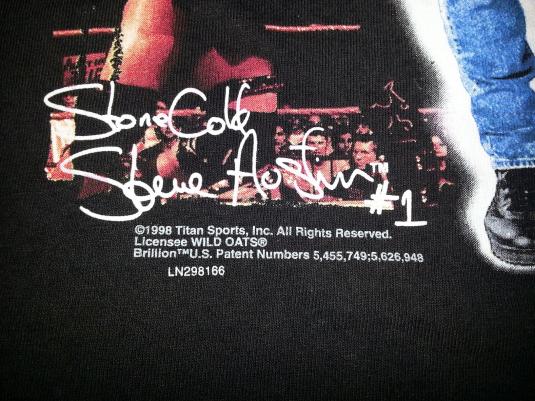 Stone Cold
Steve Austin™
#1
©1998 Titan Sports, Inc. All Rights Reserved.
Licensee WILD OATS®
Brillion™U.S. Patent Numbers 5,455,749;5,626,948
LN298166